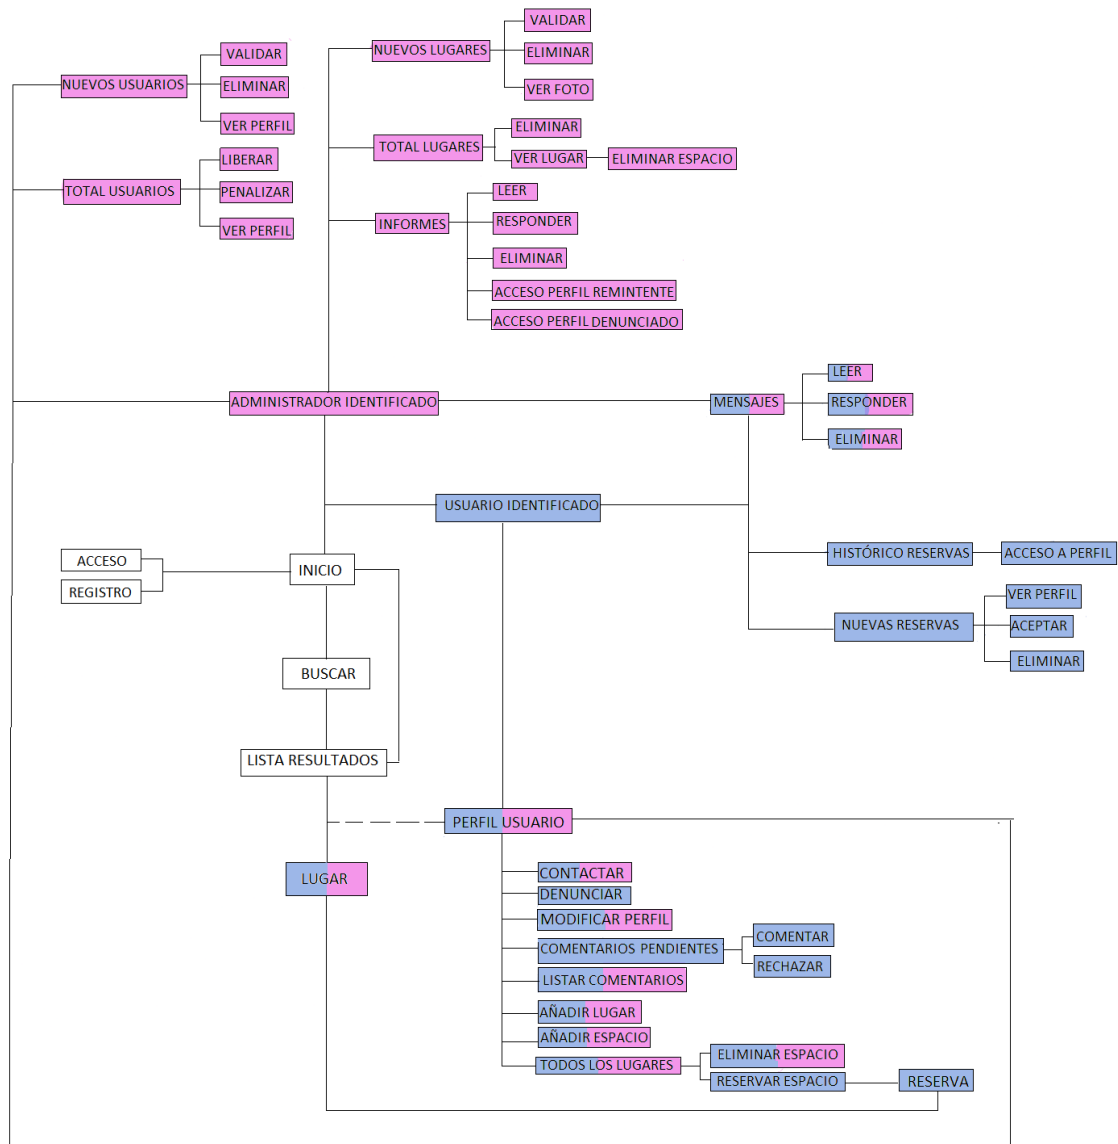 NUEVOS USUARIOS
VALIDAR
ELIMINAR
VER PERFIL
TOTAL USUARIOS
LIBERAR
PENALIZAR
VER PERFIL
NUEVOS LUGARES
VALIDAR
ELIMINAR
VER FOTO
TOTAL LUGARES
ELIMINAR
VER LUGAR
ELIMINAR ESPACIO
INFORMES
LEER
RESPONDER
ELIMINAR
ACCESO PERFIL REMINTENTE
ACCESO PERFIL DENUNCIADO
ADMINISTRADOR IDENTIFICADO
MENSAJES
LEER
RESPONDER
ELIMINAR
USUARIO IDENTIFICADO
HISTÓRICO RESERVAS
ACCESO A PERFIL
NUEVAS RESERVAS
VER PERFIL
ACEPTAR
ELIMINAR
ACCESO
REGISTRO
INICIO
BUSCAR
LISTA RESULTADOS
PERFIL USUARIO
LUGAR
CONTACTAR
DENUNCIAR
MODIFICAR PERFIL
COMENTARIOS PENDIENTES
COMENTAR
RECHAZAR
LISTAR COMENTARIOS
AÑADIR LUGAR
AÑADIR ESPACIO
TODOS LOS LUGARES
ELIMINAR ESPACIO
RESERVAR ESPACIO
RESERVA